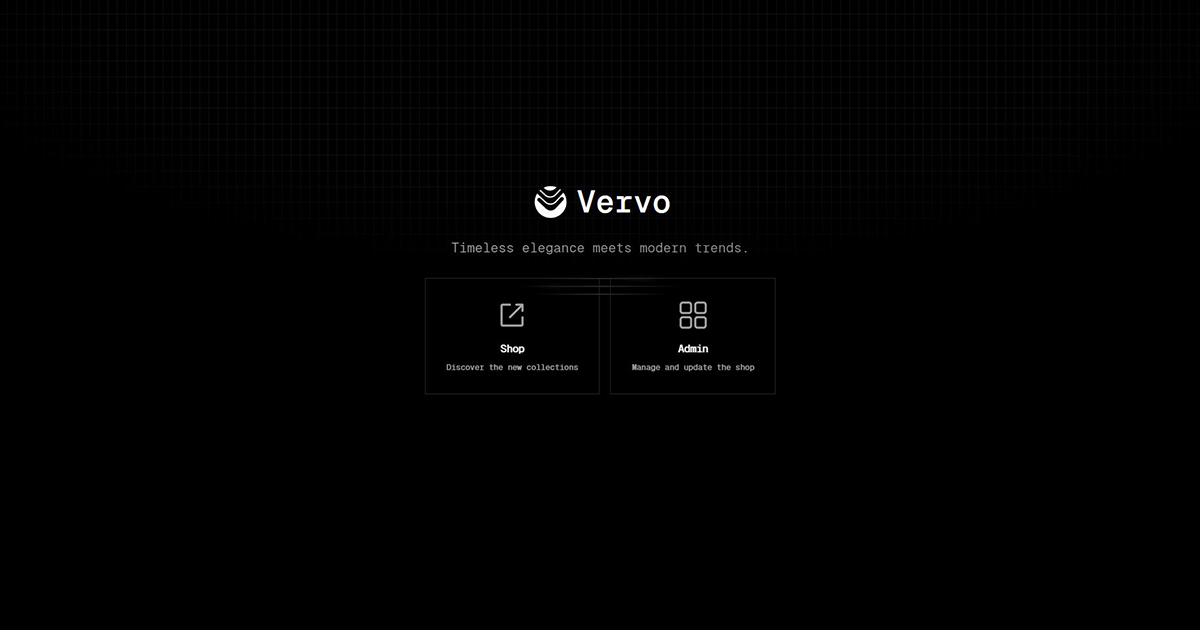 Vervo
Timeless elegance meets modern trends.
Shop
Discover the new collections
Admin
Manage and update the shop